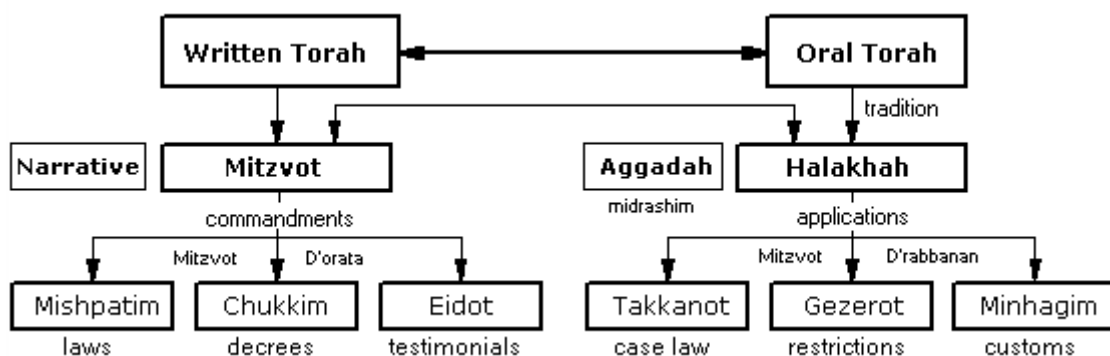 Written Torah
Oral Torah
tradition
Narrative
Mitzvot
Aggadah
Halakhah
midrashim
commandments
applications
Mitzvot
D'orata
Mitzvot
D'rabbanan
Mishpatim
Chukkim
Eidot
Takkanot
Gezerot
Minhagim
laws
decrees
testimonials
case law
restrictions
customs